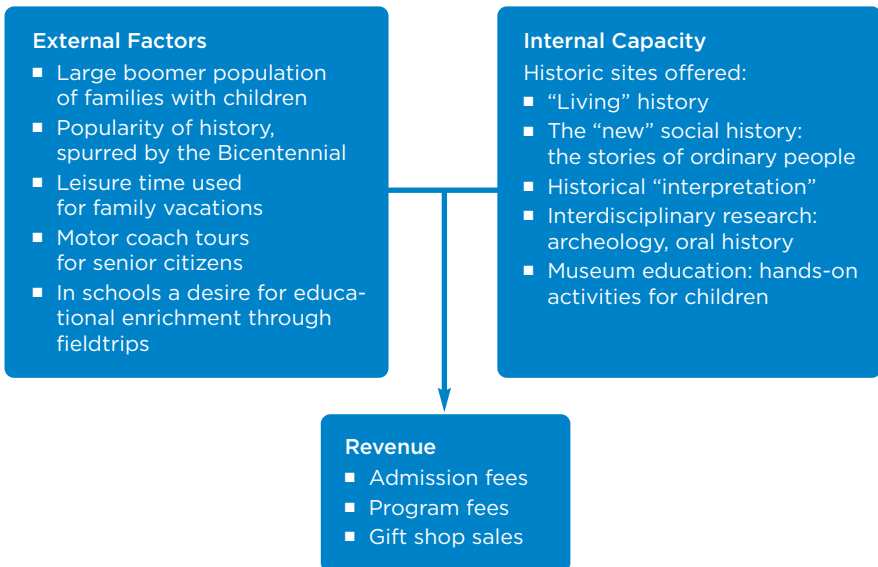 External Factors
▪ Large boomer population
of families with children
▪ Popularity of history,
spurred by the Bicentennial
▪ Leisure time used
for family vacations
▪ Motor coach tours
for senior citizens
▪ In schools a desire for educa-
tional enrichment through
fieldtrips
Internal Capacity
Historic sites offered:
▪ “Living” history
▪ The “new” social history:
the stories of ordinary people
▪ Historical “interpretation”
▪ Interdisciplinary research:
archeology, oral history
▪ Museum education: hands-on
activities for children
Revenue
▪ Admission fees
▪ Program fees
▪ Gift shop sales